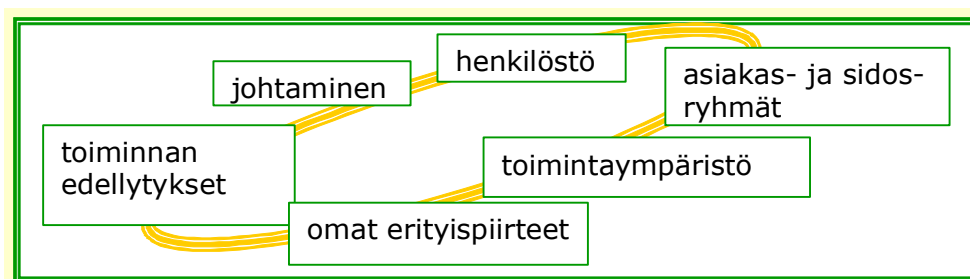 henkilöstö
johtaminen
asiakas- ja sidos-
ryhmät
toiminnan
edellytykset
toimintaympäristö
omat erityispiirteet